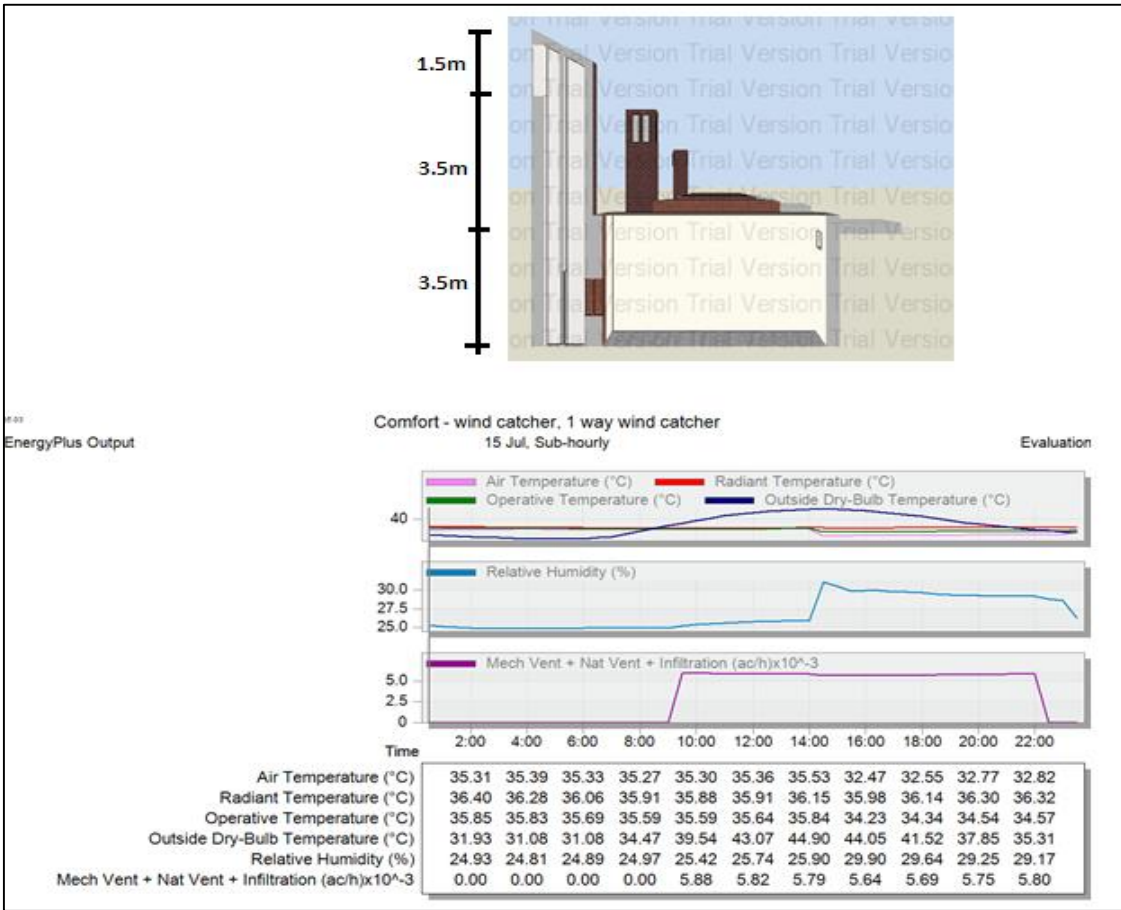 on Trial Version Trial Version Trial Versio
1.5m
3.5m
3.5m
Comfort - wind catcher, 1 way wind catcher
EnergyPlus Output 15 Jul, Sub-hourly Evaluation
Air Temperature (°C) Radiant Temperature (°C)
Operative Temperature (°C) Outside Dry-Bulb Temperature (°C)
40
Relative Humidity (%)
30.0
27.5
25.0
Mech Vent + Nat Vent + Infiltration (ac/h)x10^-3
5.0
2.5
0
2:00 4:00 6:00 8:00 10:00 12:00 14:00 16:00 18:00 20:00 22:00
Time
Air Temperature (°C) 35.31 35.39 35.33 35.27 35.30 35.36 35.53 32.47 32.55 32.77 32.82
Radiant Temperature (°C) 36.40 36.28 36.06 35.91 35.88 35.91 36.15 35.98 36.14 36.30 36.32
Operative Temperature (°C) 35.85 35.83 35.69 35.59 35.59 35.64 35.84 34.23 34.34 34.54 34.57
Outside Dry-Bulb Temperature (°C) 31.93 31.08 31.08 34.47 39.54 43.07 44.90 44.05 41.52 37.85 35.31
Relative Humidity (%) 24.93 24.81 24.89 24.97 25.42 25.74 25.90 29.90 29.64 29.25 29.17
Mech Vent + Nat Vent + Infiltration (ac/h)x10^-3 0.00 0.00 0.00 0.00 5.88 5.82 5.79 5.64 5.69 5.75 5.80